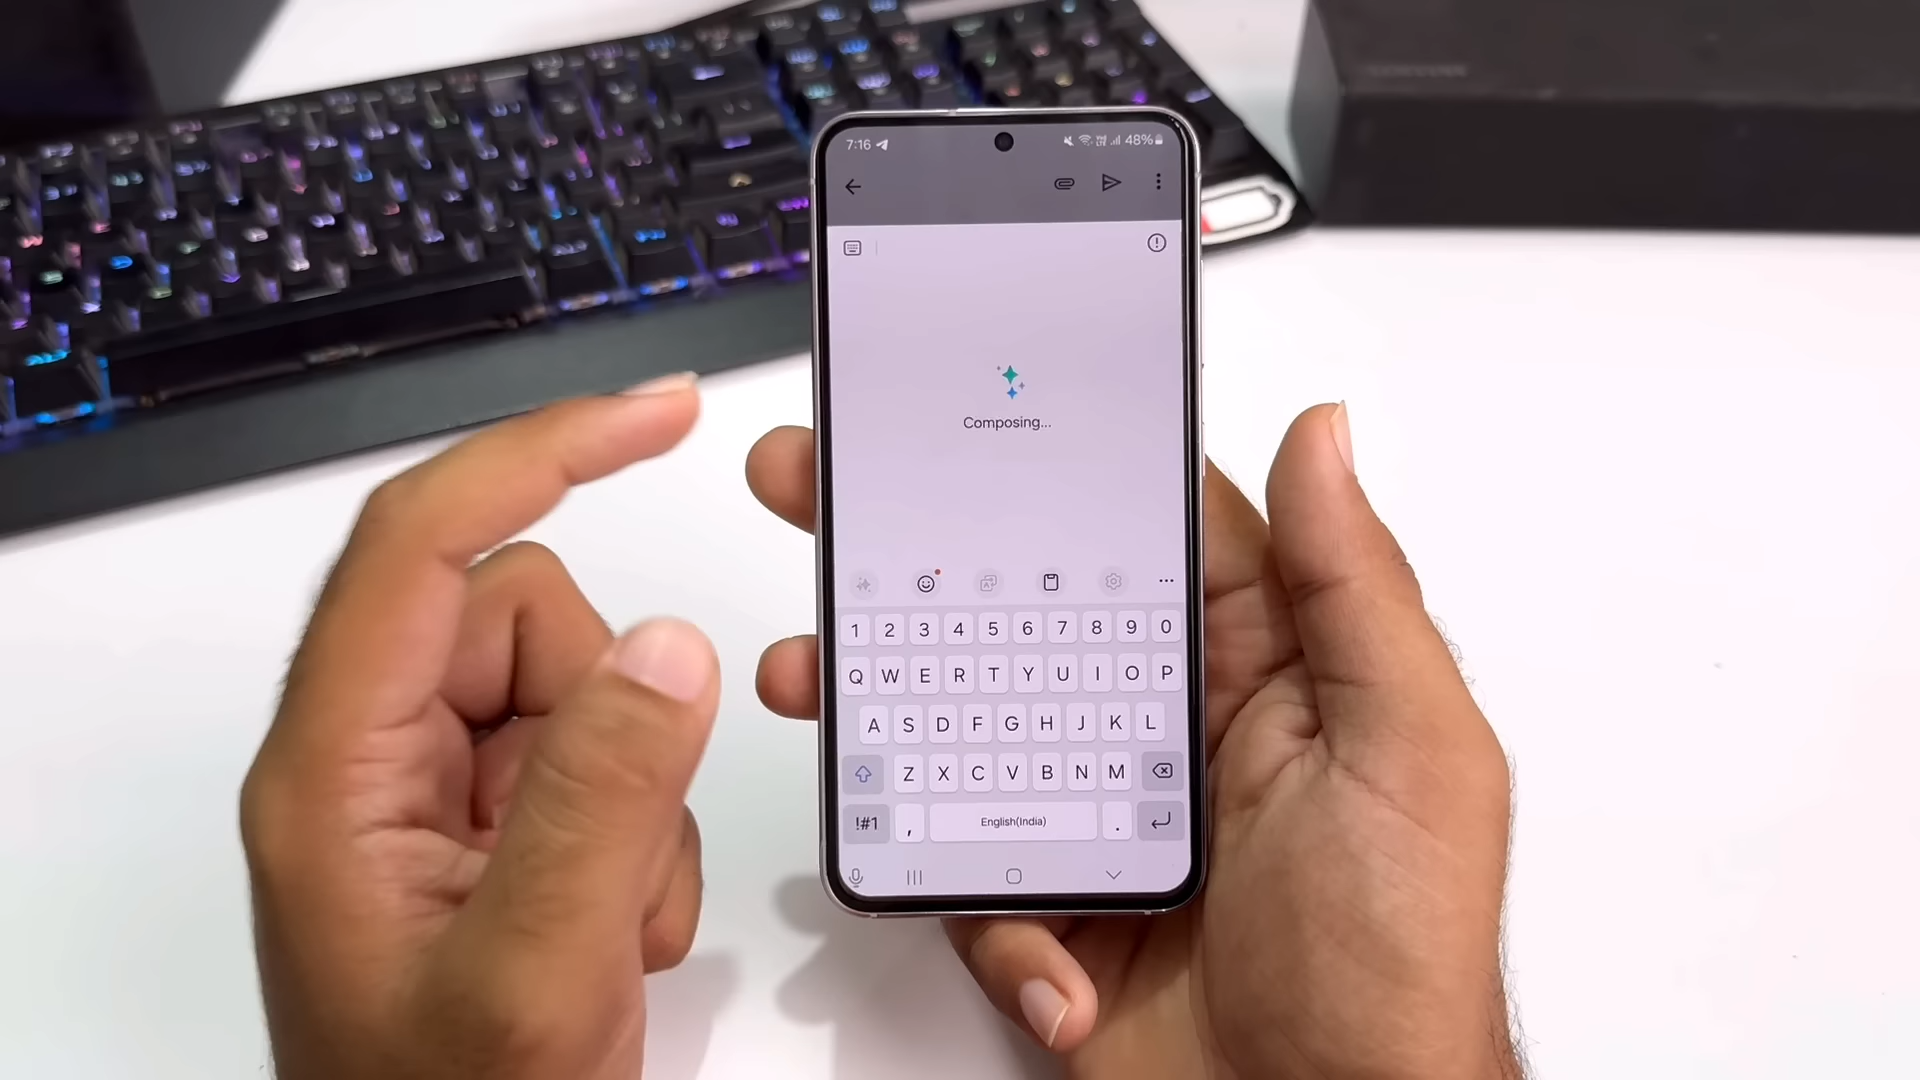 7:16 48%
Composing...
1 2 3 4 5 6 7 8 9 0
Q W E R T Y U I O P
A S D F G H J K L
Z X C V B N M
!#1 , English(India) .